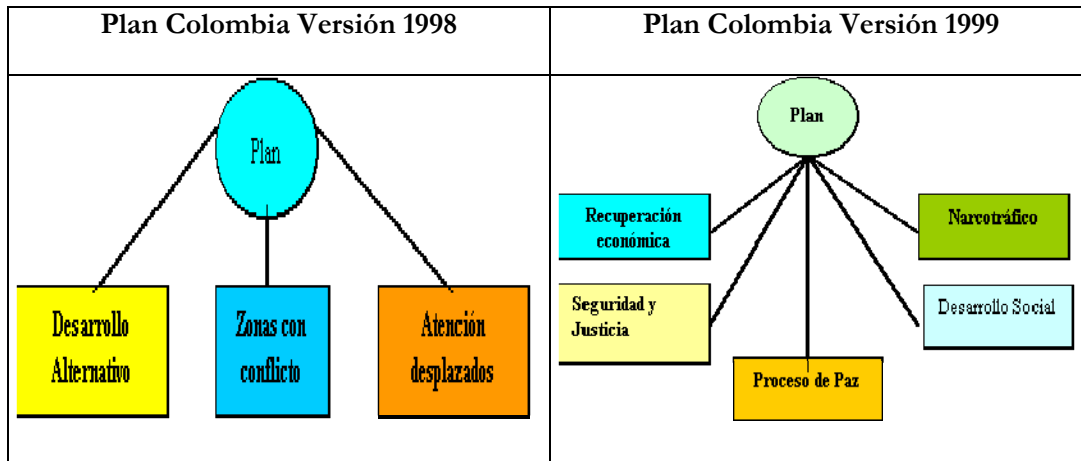 Plan Colombia Versión 1998
Plan Colombia Versión 1999
Plan
Desarrollo
Alternativo
Zonas con
conflicto
Atención
desplazados
Plan
Recuperación
económica
Narcotráfico
Seguridad y
Justicia
Desarrollo Social
Proceso de Paz